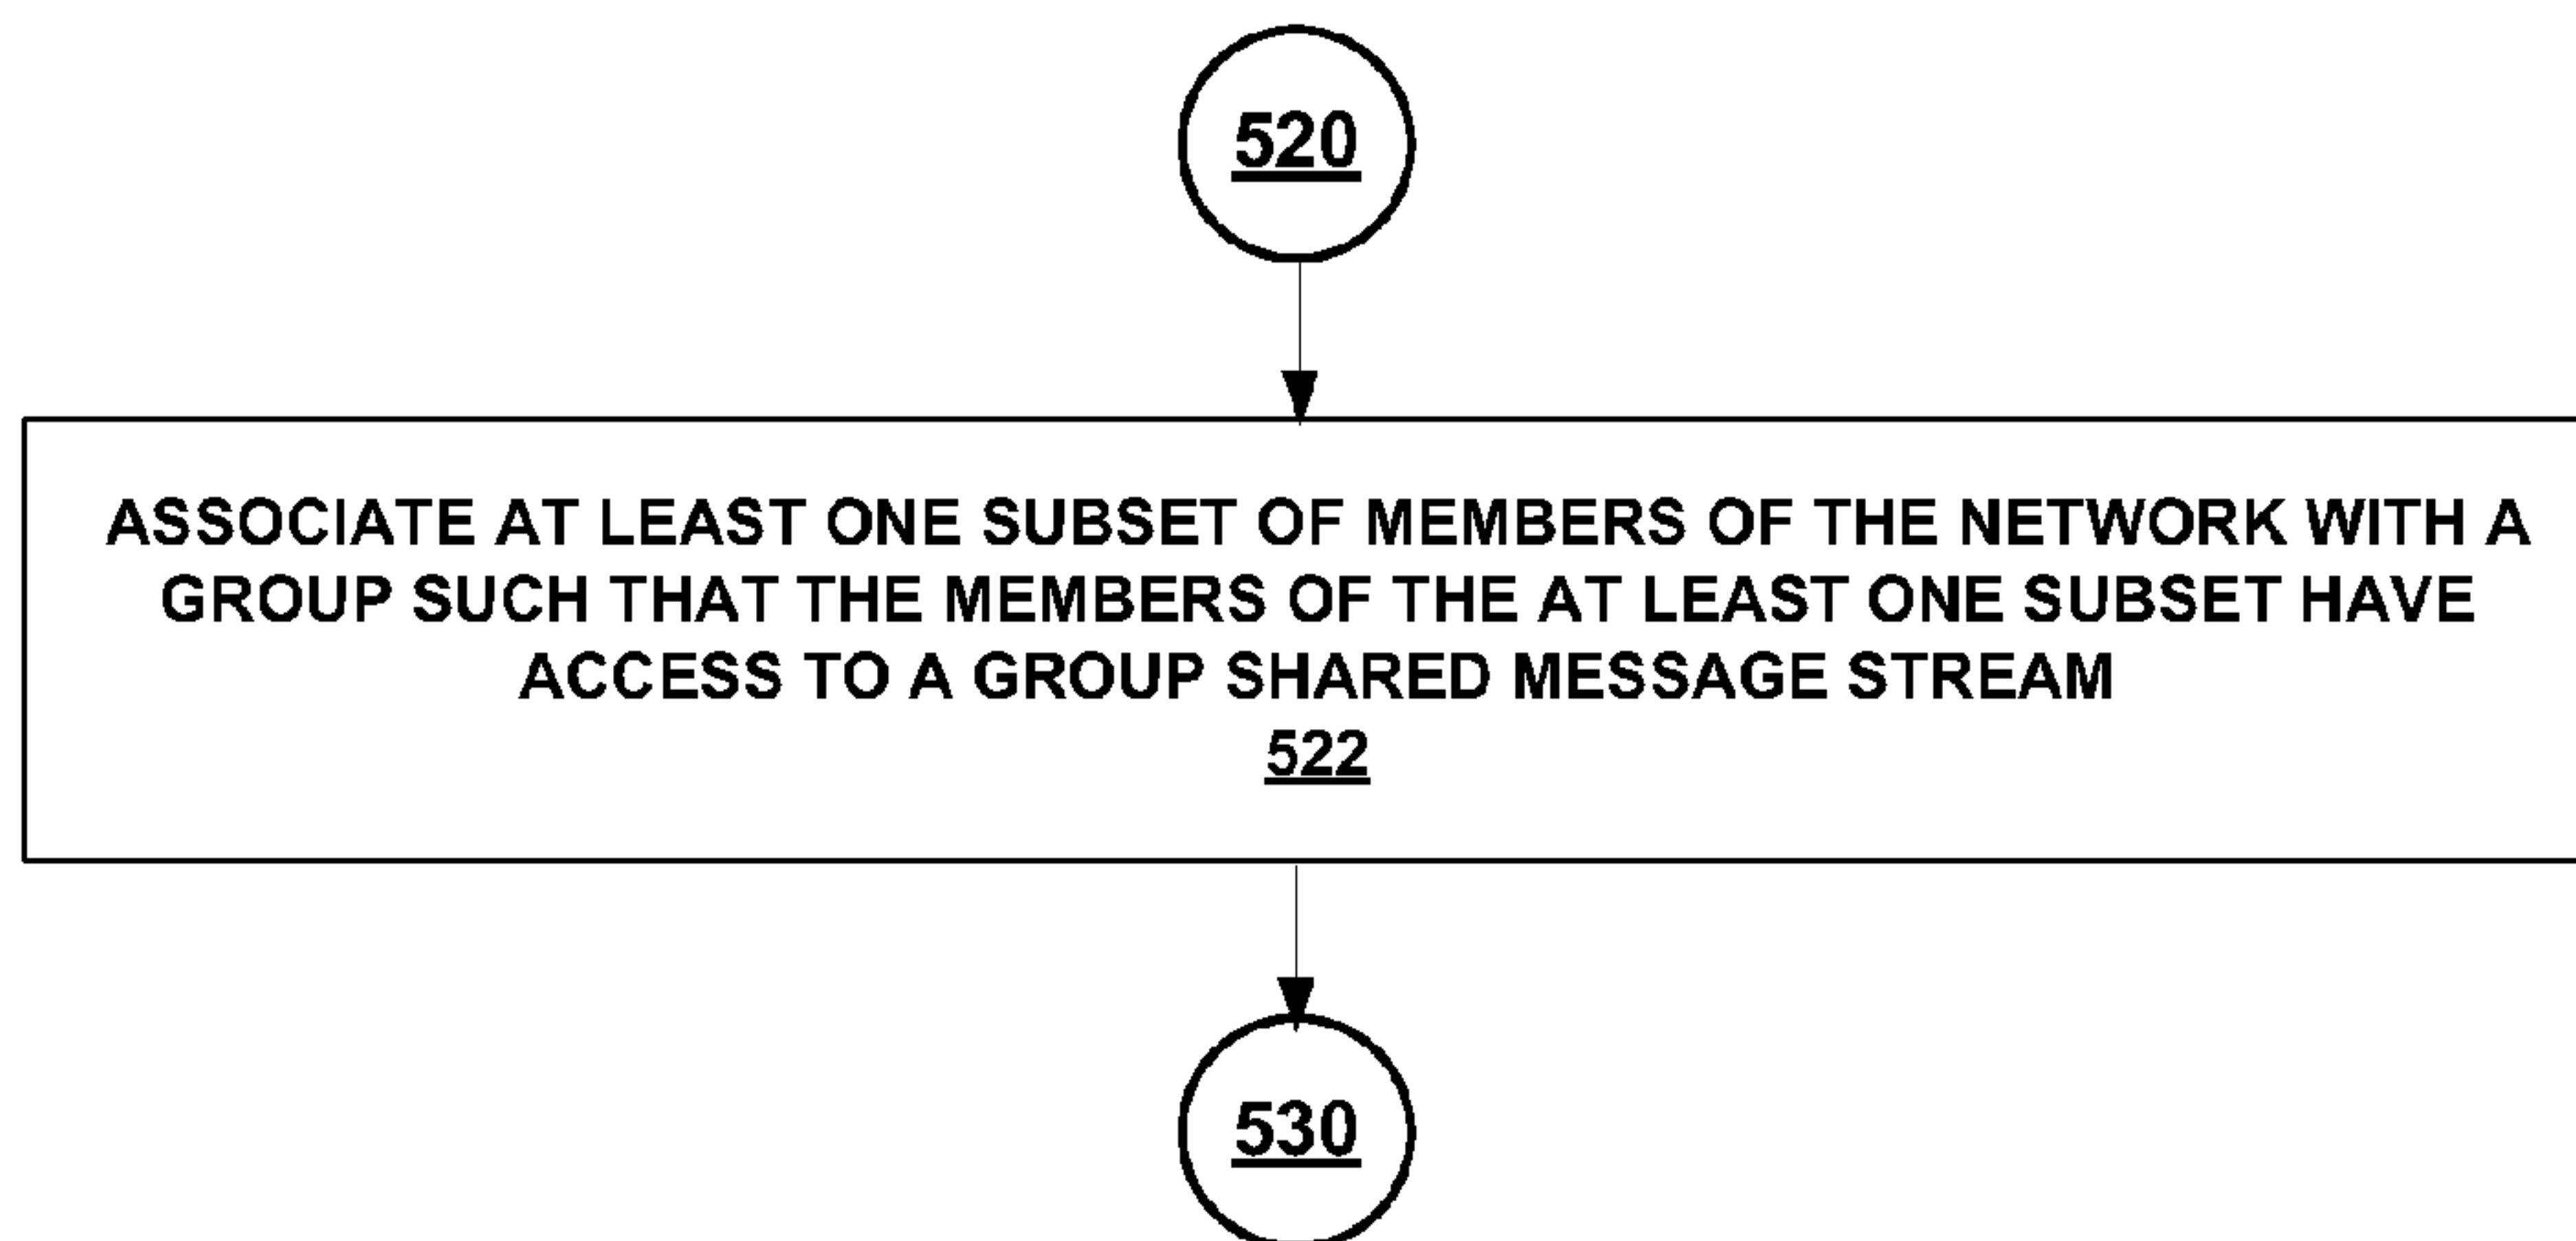 520
ASSOCIATE AT LEAST ONE SUBSET OF MEMBERS OF THE NETWORK WITH A
GROUP SUCH THAT THE MEMBERS OF THE AT LEAST ONE SUBSET HAVE
ACCESS TO A GROUP SHARED MESSAGE STREAM
522
530